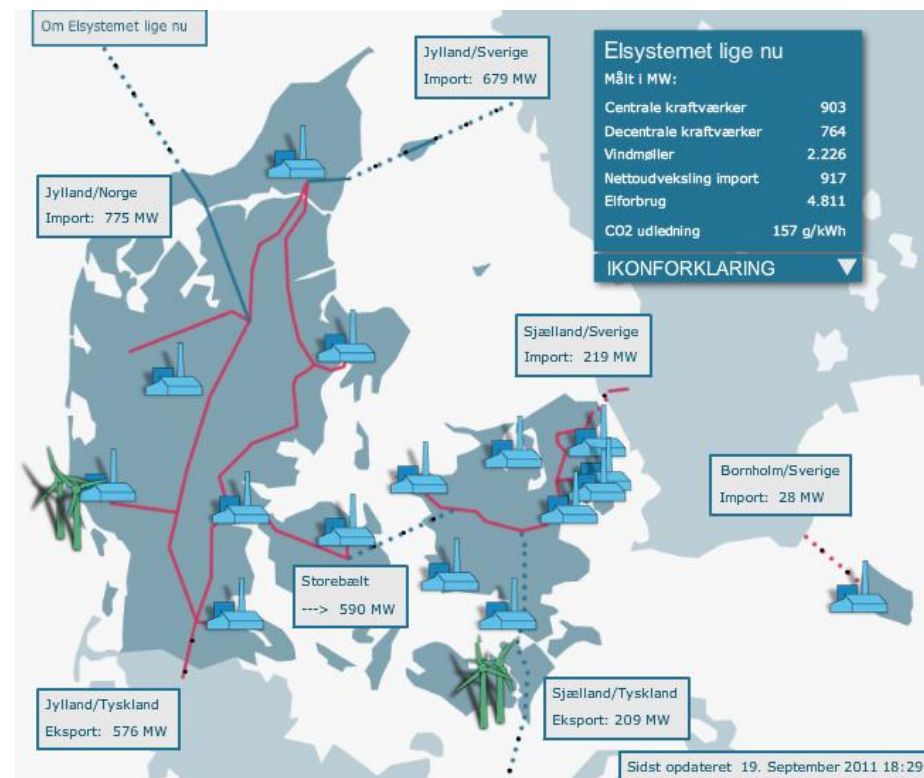 Om Elsystemet lige nu
Jylland/Sverige
Import: 679 MW
Elsystemet lige nu
Målt i MW:
Centrale kraftværker 903
Decentrale kraftværker 764
Vindmøller 2.226
Nettoudveksling import 917
Elforbrug 4.811
CO2 udledning 157 g/kWh
IKONFORKLARING
Jylland/Norge
Import: 775 MW
Sjælland/Sverige
Import: 219 MW
Bornholm/Sverige
Import: 28 MW
Storebælt
---> 590 MW
Jylland/Tyskland
Eksport: 576 MW
Sjælland/Tyskland
Eksport: 209 MW
Sidst opdateret 19. September 2011 18:29